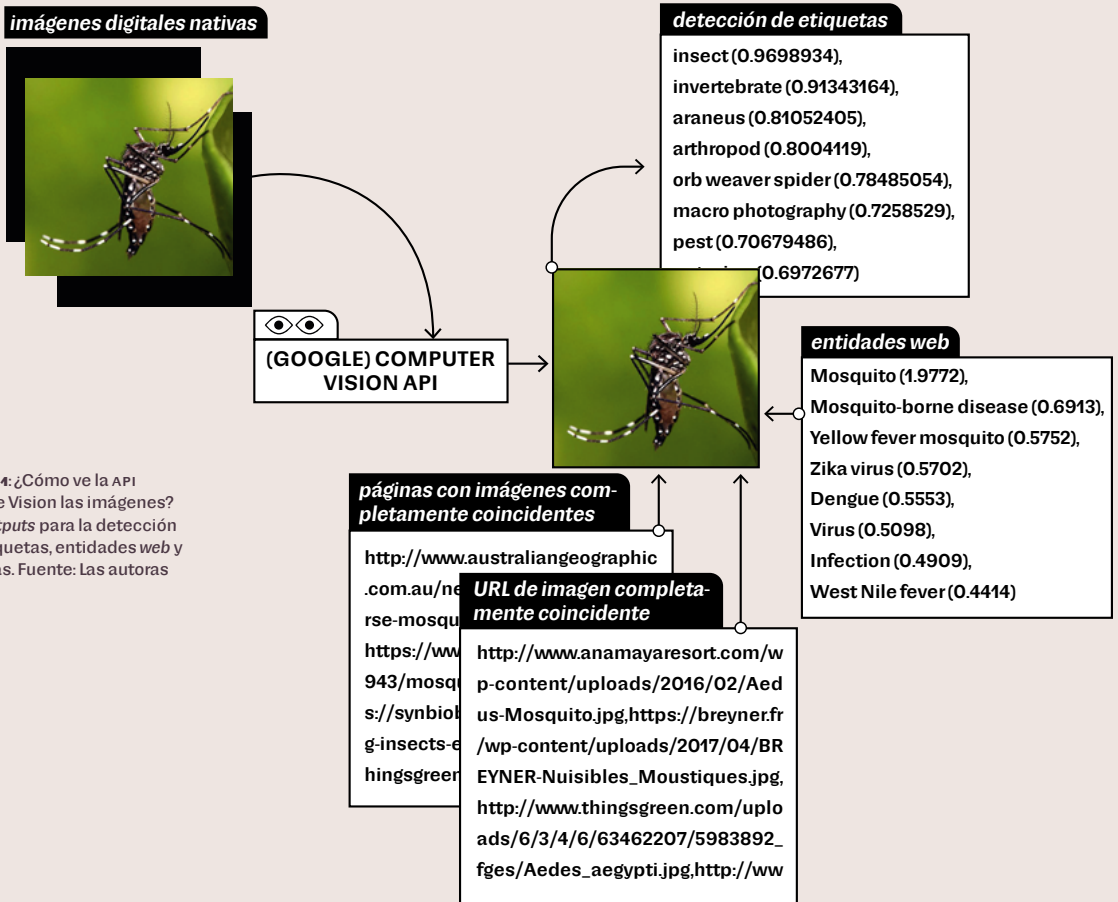 imágenes digitales nativas
detección de etiquetas
insect (0.9698934),
invertebrate (0.91343164),
araneus (0.81052405),
arthropod (0.8004119),
orb weaver spider (0.78485054),
macro photography (0.7258529),
pest (0.70679486),
(0.6972677)
(GOOGLE) COMPUTER
VISION API
entidades web
Mosquito (1.9772),
Mosquito-borne disease (0.6913),
Yellow fever mosquito (0.5752),
Zika virus (0.5702),
Dengue (0.5553),
Virus (0.5098),
Infection (0.4909),
West Nile fever (0.4414)
: ¿Cómo ve la API
Vision las imágenes?
para la detección
entidades web y
Fuente: Las autoras
páginas con imágenes com-
pletamente coincidentes
http://www.australiangeographic
.com.au/ne
rse-mosqu
https://ww
943/mosq
s://synbiob
g-insects-e
hingsgreen
URL de imagen completa-
mente coincidente
http://www.anamayaresort.com/w
p-content/uploads/2016/02/Aed
us-Mosquito.jpg,https://breyner.fr
/wp-content/uploads/2017/04/BR
EYNER-Nuisibles_Moustiques.jpg,
http://www.thingsgreen.com/uplo
ads/6/3/4/6/63462207/5983892_
fges/Aedes_aegypti.jpg,http://ww